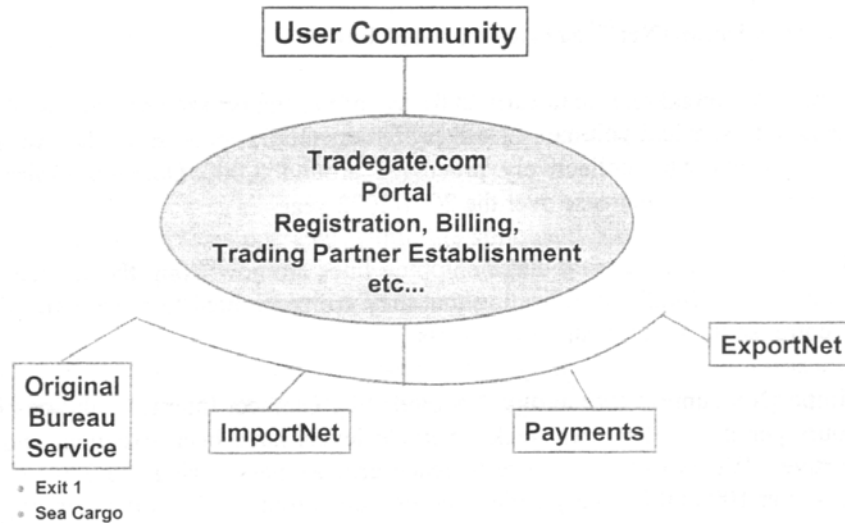 User Community
Tradegate.com
Portal
Registration, Billing,
Trading Partner Establishment
etc...
ExportNet
Original
Bureau
Service
ImportNet
Payments
• Exit 1
• Sea Cargo